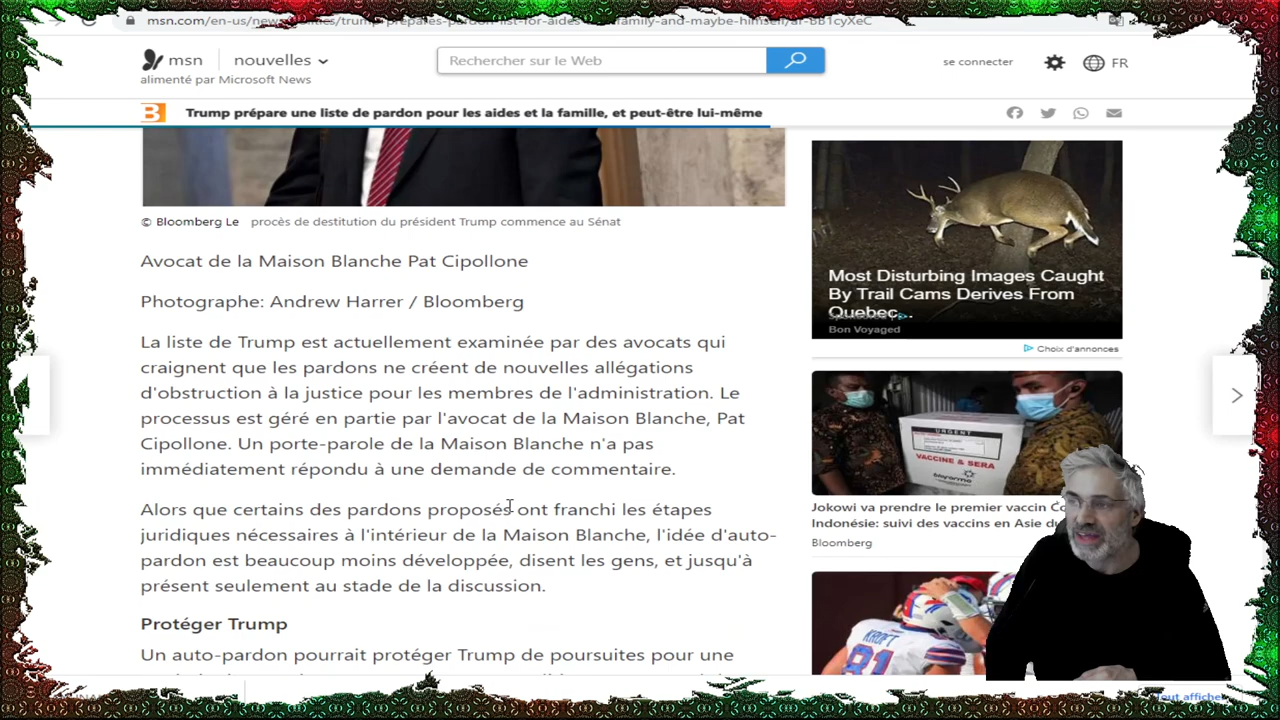 msn.com/en-us/news/politics/trump-prepares-pardon-list-for-aides-and-family-and-maybe-himself/ar-BB1cyXeC
msn
nouvelles
alimenté par Microsoft News
Rechercher sur le Web
se connecter
FR
B
Trump prépare une liste de pardon pour les aides et la famille, et peut-être lui-même
© Bloomberg Le procès de destitution du président Trump commence au Sénat
Avocat de la Maison Blanche Pat Cipollone
Photographe: Andrew Harrer / Bloomberg
La liste de Trump est actuellement examinée par des avocats qui
craignent que les pardons ne créent de nouvelles allégations
d'obstruction à la justice pour les membres de l'administration. Le
processus est géré en partie par l'avocat de la Maison Blanche, Pat
Cipollone. Un porte-parole de la Maison Blanche n'a pas
immédiatement répondu à une demande de commentaire.
Alors que certains des pardons proposés ont franchi les étapes
juridiques nécessaires à l'intérieur de la Maison Blanche, l'idée d'auto-
pardon est beaucoup moins développée, disent les gens, et jusqu'à
présent seulement au stade de la discussion.
Protéger Trump
Un auto-pardon pourrait protéger Trump de poursuites pour une
Most Disturbing Images Caught
By Trail Cams Derives From
Quebec...
Bon Voyaged
Choix d'annonces
URGENT
VACCINE & SERA
Jokowi va prendre le premier vaccin
Indonésie: suivi des vaccins en Asie
Bloomberg
KROFT
81
tout affiche